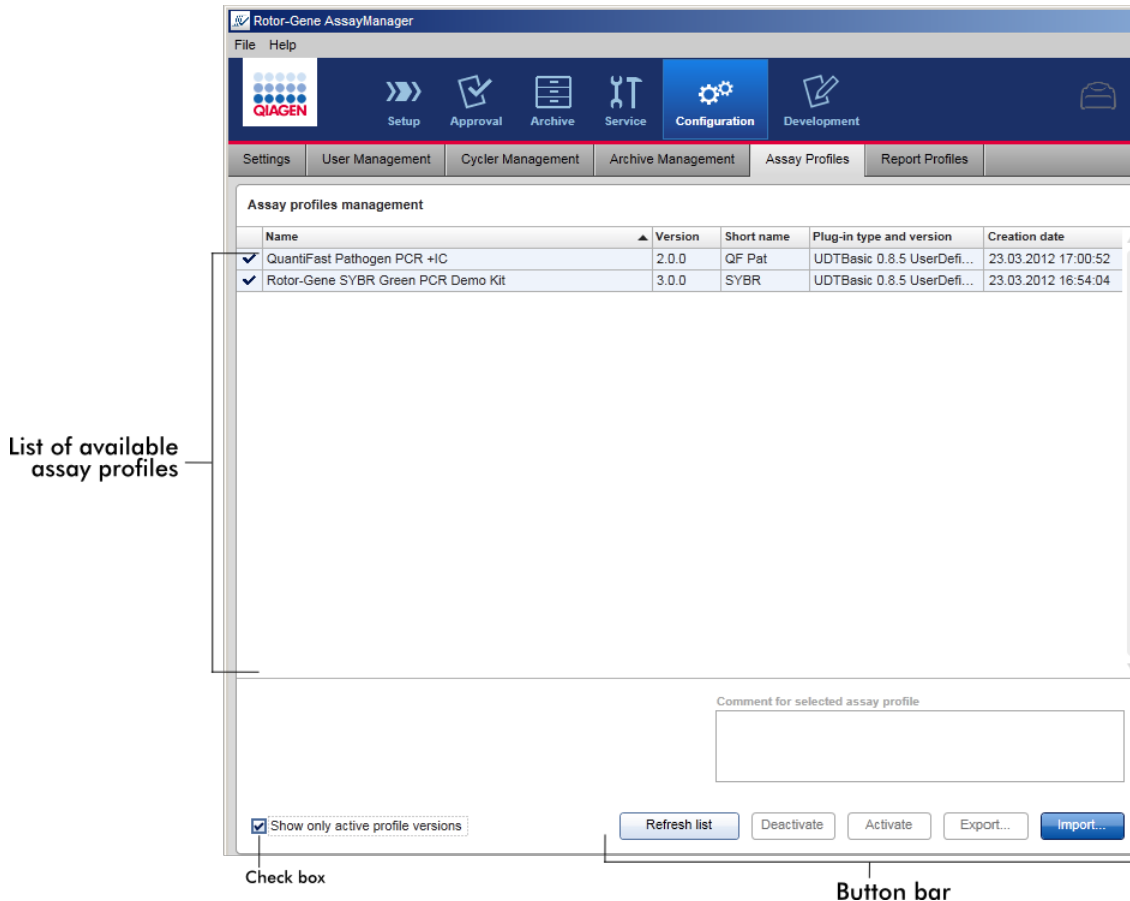 Rotor-Gene AssayManager
File Help
QIAGEN
Setup Approval Archive Service Configuration Development
Settings User Management Cycler Management Archive Management Assay Profiles Report Profiles
Assay profiles management
Name Version Short name Plug-in type and version Creation date
QuantiFast Pathogen PCR +IC 2.0.0 QF Pat UDTBasic 0.8.5 UserDefi... 23.03.2012 17:00:52
Rotor-Gene SYBR Green PCR Demo Kit 3.0.0 SYBR UDTBasic 0.8.5 UserDefi... 23.03.2012 16:54:04
List of available
assay profiles
Comment for selected assay profile
Show only active profile versions Refresh list Deactivate Activate Export... Import...
Check box
Button bar